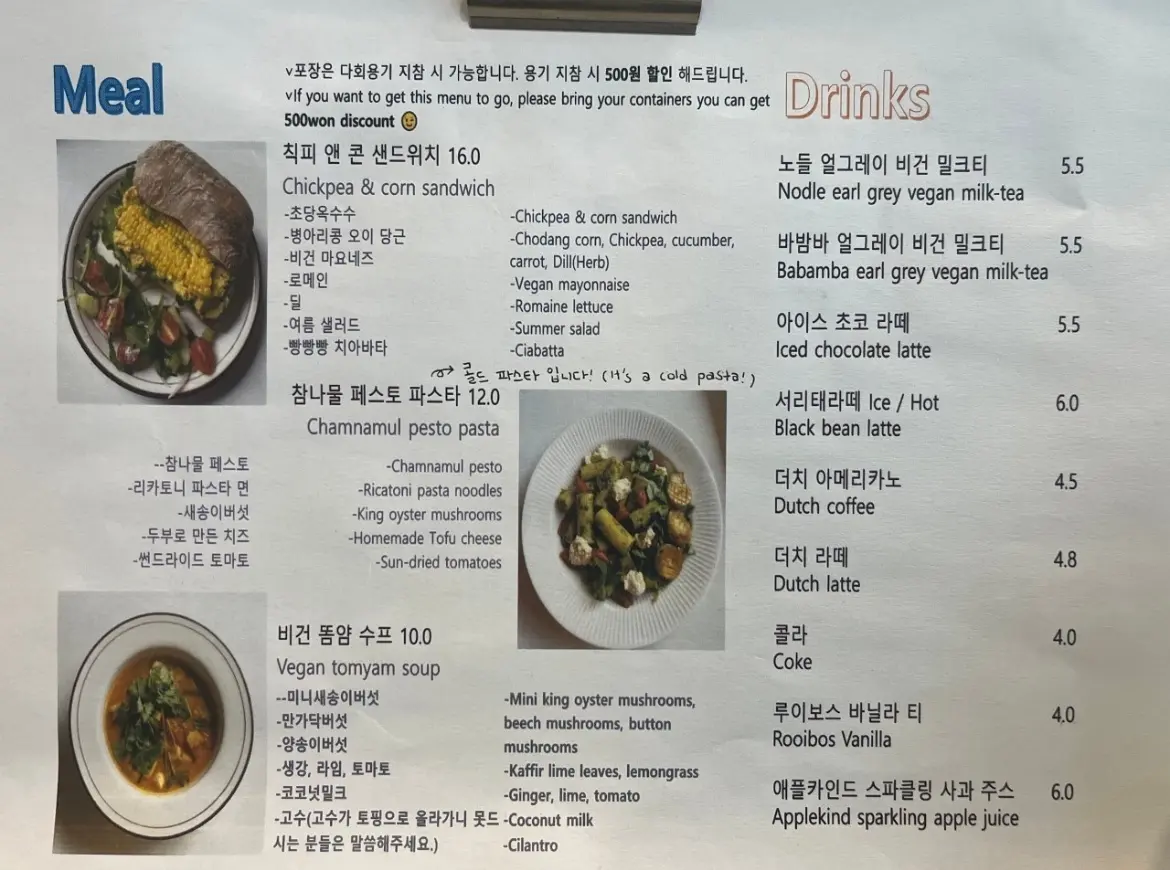 Meal
v포장은 다회용기 지참 시 가능합니다. 용기 지참 시 500원 할인 해드립니다.
vIf you want to get this menu to go, please bring your containers you can get
500won discount 😉
칙피 앤 콘 샌드위치 16.0
Chickpea & corn sandwich
-초당옥수수
-병아리콩 오이 당근
-비건 마요네즈
-로메인
-딜
-여름 샐러드
-빵빵빵 치아바타
-Chickpea & corn sandwich
-Chodang corn, Chickpea, cucumber,
carrot, Dill(Herb)
-Vegan mayonnaise
-Romaine lettuce
-Summer salad
-Ciabatta
콜드 파스타 입니다! (It's a cold pasta!)
참나물 페스토 파스타 12.0
Chamnamul pesto pasta
--참나물 페스토
-리카토니 파스타 면
-새송이버섯
-두부로 만든 치즈
-썬드라이드 토마토
-Chamnamul pesto
-Ricatoni pasta noodles
-King oyster mushrooms
-Homemade Tofu cheese
-Sun-dried tomatoes
비건 똠얌 수프 10.0
Vegan tomyam soup
--미니새송이버섯
-만가닥버섯
-양송이버섯
-생강, 라임, 토마토
-코코넛밀크
-고수(고수가 토핑으로 올라가니 못드
시는 분들은 말씀해주세요.)
-Mini king oyster mushrooms,
beech mushrooms, button
mushrooms
-Kaffir lime leaves, lemongrass
-Ginger, lime, tomato
-Coconut milk
-Cilantro
Drinks
노들 얼그레이 비건 밀크티 5.5
Nodle earl grey vegan milk-tea
바밤바 얼그레이 비건 밀크티 5.5
Babamba earl grey vegan milk-tea
아이스 초코 라떼 5.5
Iced chocolate latte
서리태라떼 Ice / Hot 6.0
Black bean latte
더치 아메리카노 4.5
Dutch coffee
더치 라떼 4.8
Dutch latte
콜라 4.0
Coke
루이보스 바닐라 티 4.0
Rooibos Vanilla
애플카인드 스파클링 사과 주스 6.0
Applekind sparkling apple juice